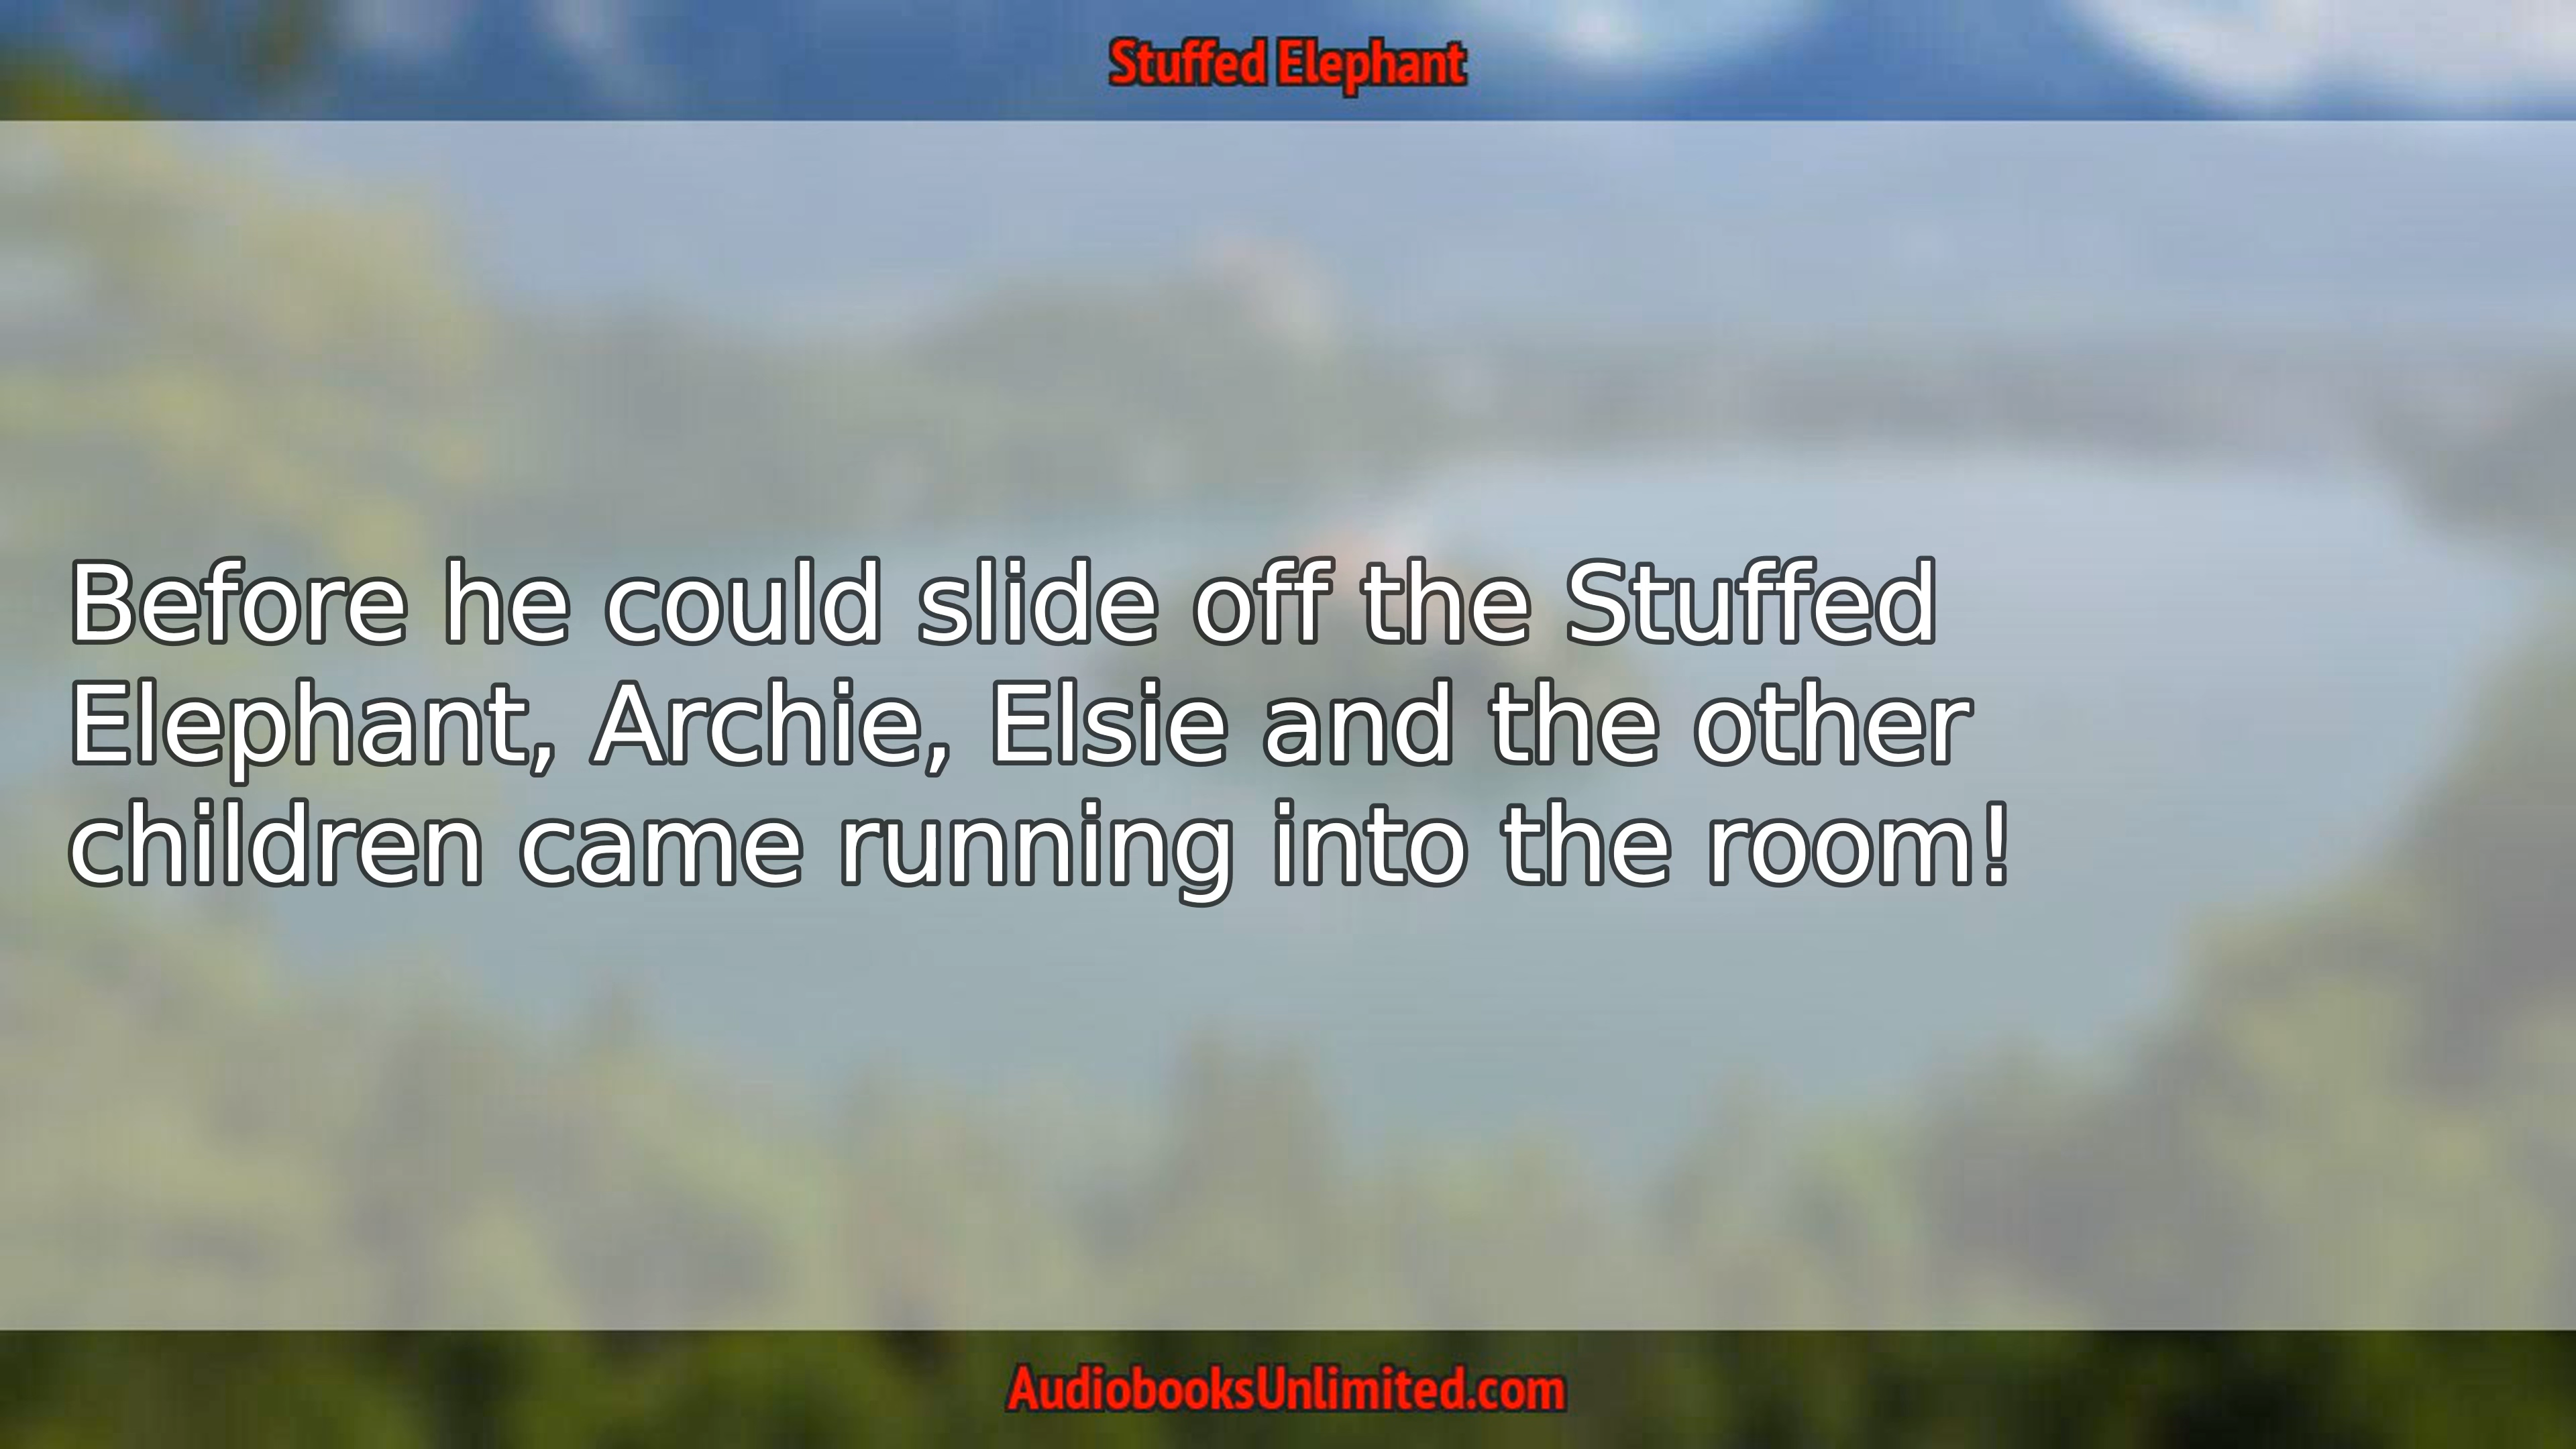 Stuffed Elephant
Before he could slide off the Stuffed
Elephant, Archie, Elsie and the other
children came running into the room!
AudiobooksUnlimited.com